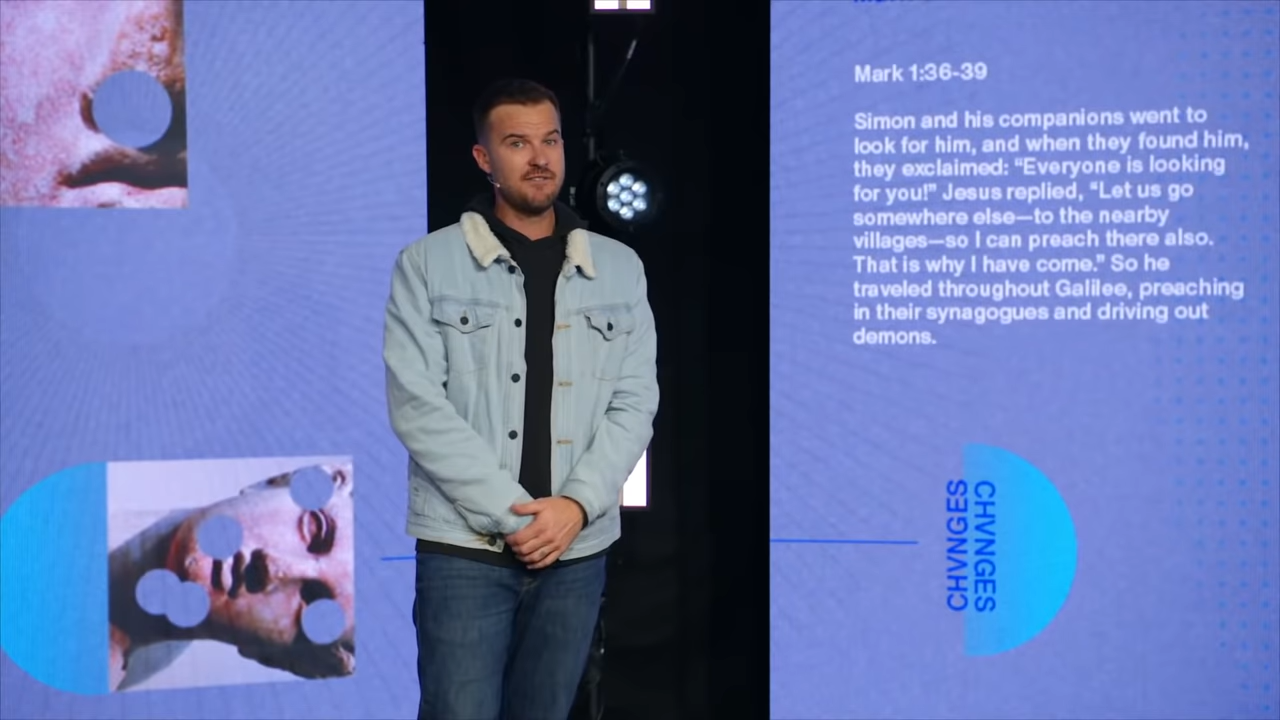 Mark 1:36-39
Simon and his companions went to
look for him, and when they found him,
they exclaimed: “Everyone is looking
for you!” Jesus replied, “Let us go
somewhere else—to the nearby
villages—so I can preach there also.
That is why I have come.” So he
traveled throughout Galilee, preaching
in their synagogues and driving out
demons.
CHVNGES
CHVNGES